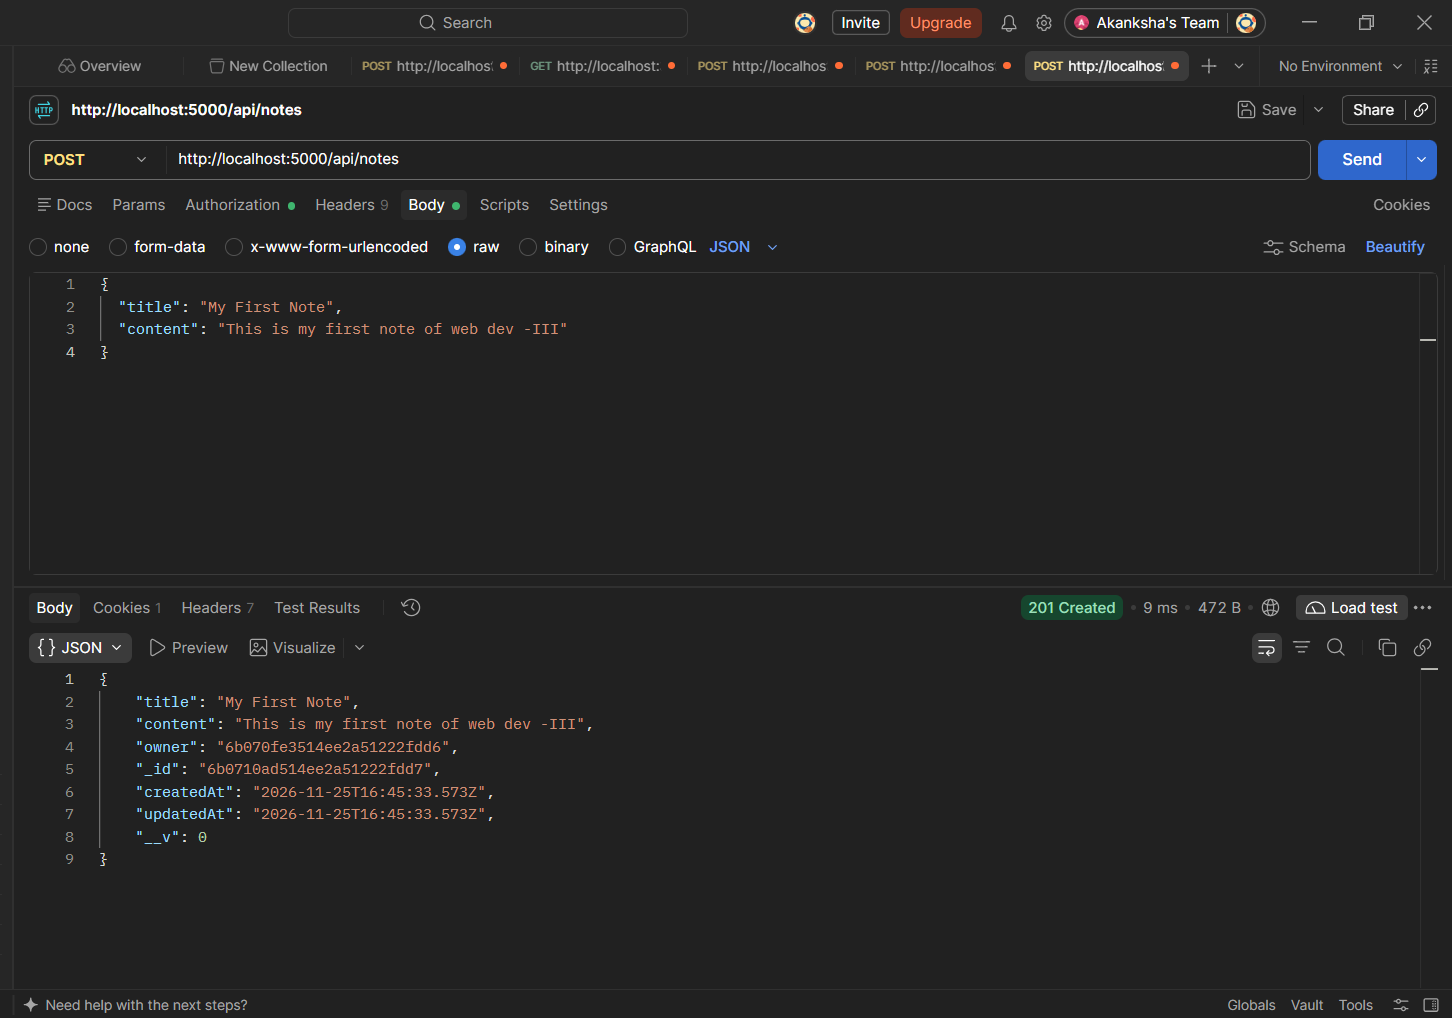 Search
Invite
Upgrade
A Akanksha's Team
Overview
New Collection
POST http://localhos
GET http://localhost:
POST http://localhos
POST http://localhos
POST http://localhos
No Environment
HTTP http://localhost:5000/api/notes
Save
Share
POST http://localhost:5000/api/notes
Send
Docs Params Authorization Headers 9 Body Scripts Settings Cookies
none form-data x-www-form-urlencoded raw binary GraphQL JSON Schema Beautify
1 {
2 "title": "My First Note",
3 "content": "This is my first note of web dev -III"
4 }
Body Cookies 1 Headers 7 Test Results 201 Created • 9 ms • 472 B • Load test
{} JSON Preview Visualize
1 {
2 "title": "My First Note",
3 "content": "This is my first note of web dev -III",
4 "owner": "6b070fe3514ee2a51222fdd6",
5 "_id": "6b0710ad514ee2a51222fdd7",
6 "createdAt": "2026-11-25T16:45:33.573Z",
7 "updatedAt": "2026-11-25T16:45:33.573Z",
8 "__v": 0
9 }
Need help with the next steps? Globals Vault Tools